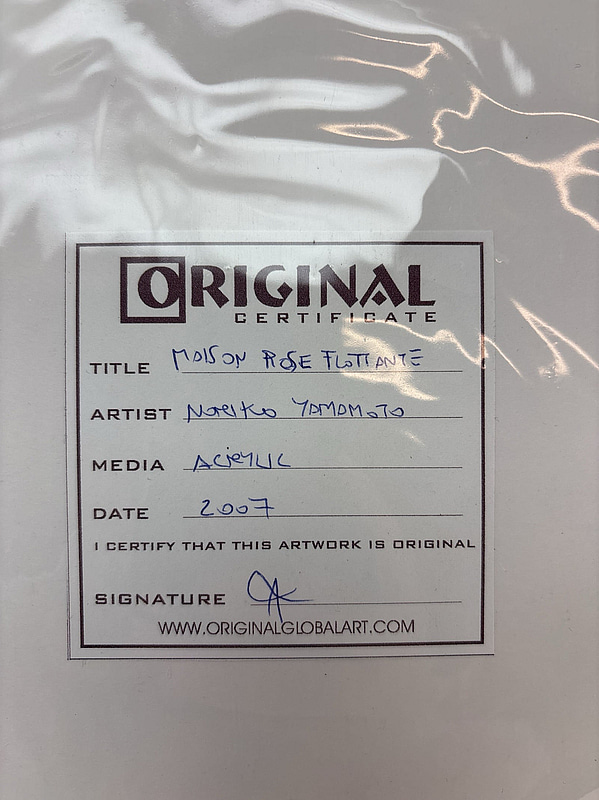 ORIGINAL
CERTIFICATE
TITLE MAISON ROSE FLOTTANTE
ARTIST Noriko YAMAMOTO
MEDIA ACRYLIC
DATE 2007
I CERTIFY THAT THIS ARTWORK IS ORIGINAL
SIGNATURE
WWW.ORIGINALGLOBALART.COM